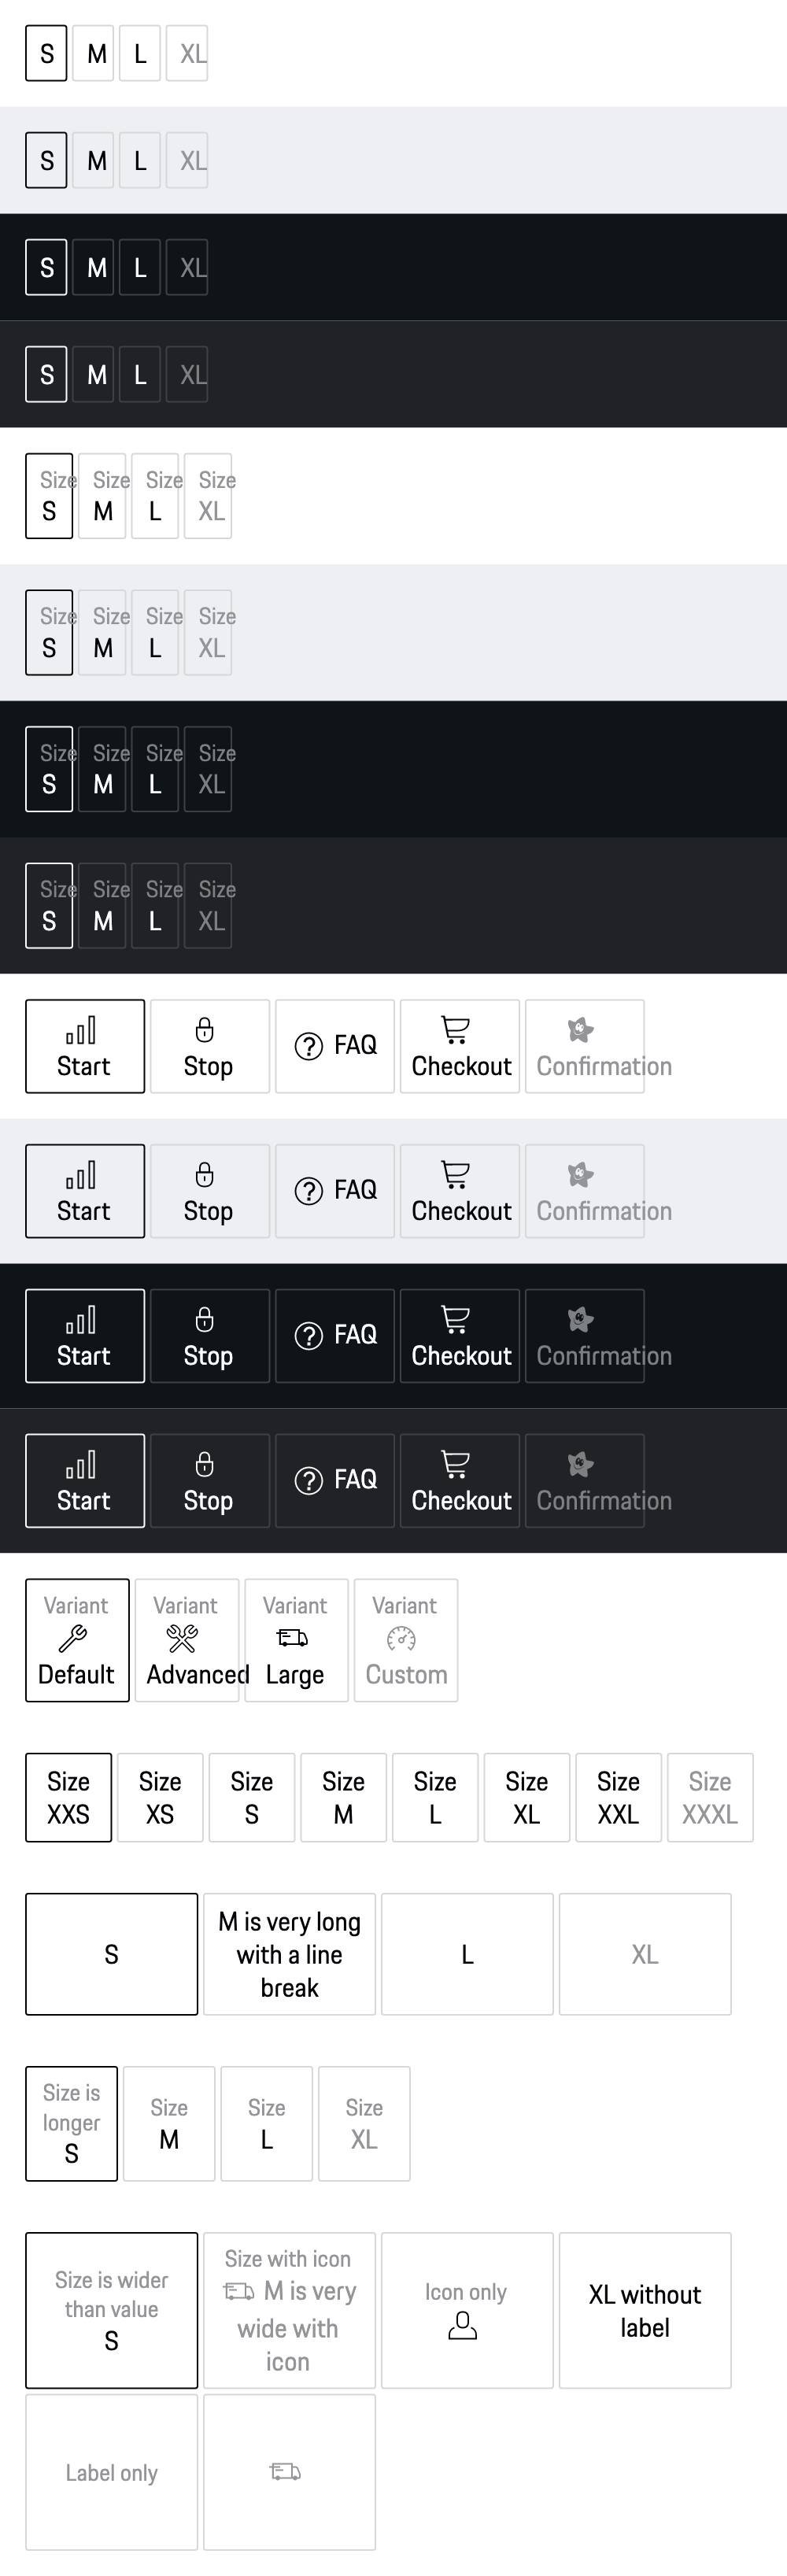 S M L XL
S M L XL
S M L XL
S M L XL
Size Size Size Size
S M L XL
Size Size Size Size
S M L XL
Size Size Size Size
S M L XL
Size Size Size Size
S M L XL
Start Stop FAQ Checkout Confirmation
Start Stop FAQ Checkout Confirmation
Start Stop FAQ Checkout Confirmation
Start Stop FAQ Checkout Confirmation
Variant Variant Variant Variant
Default Advanced Large Custom
Size Size Size Size Size Size Size Size
XXS XS S M L XL XXL XXXL
S
M is very long
with a line
break
L
XL
Size is
longer
S
Size
M
Size
L
Size
XL
Size is wider
than value
S
Size with icon
M is very
wide with
icon
Icon only
XL without
label
Label only